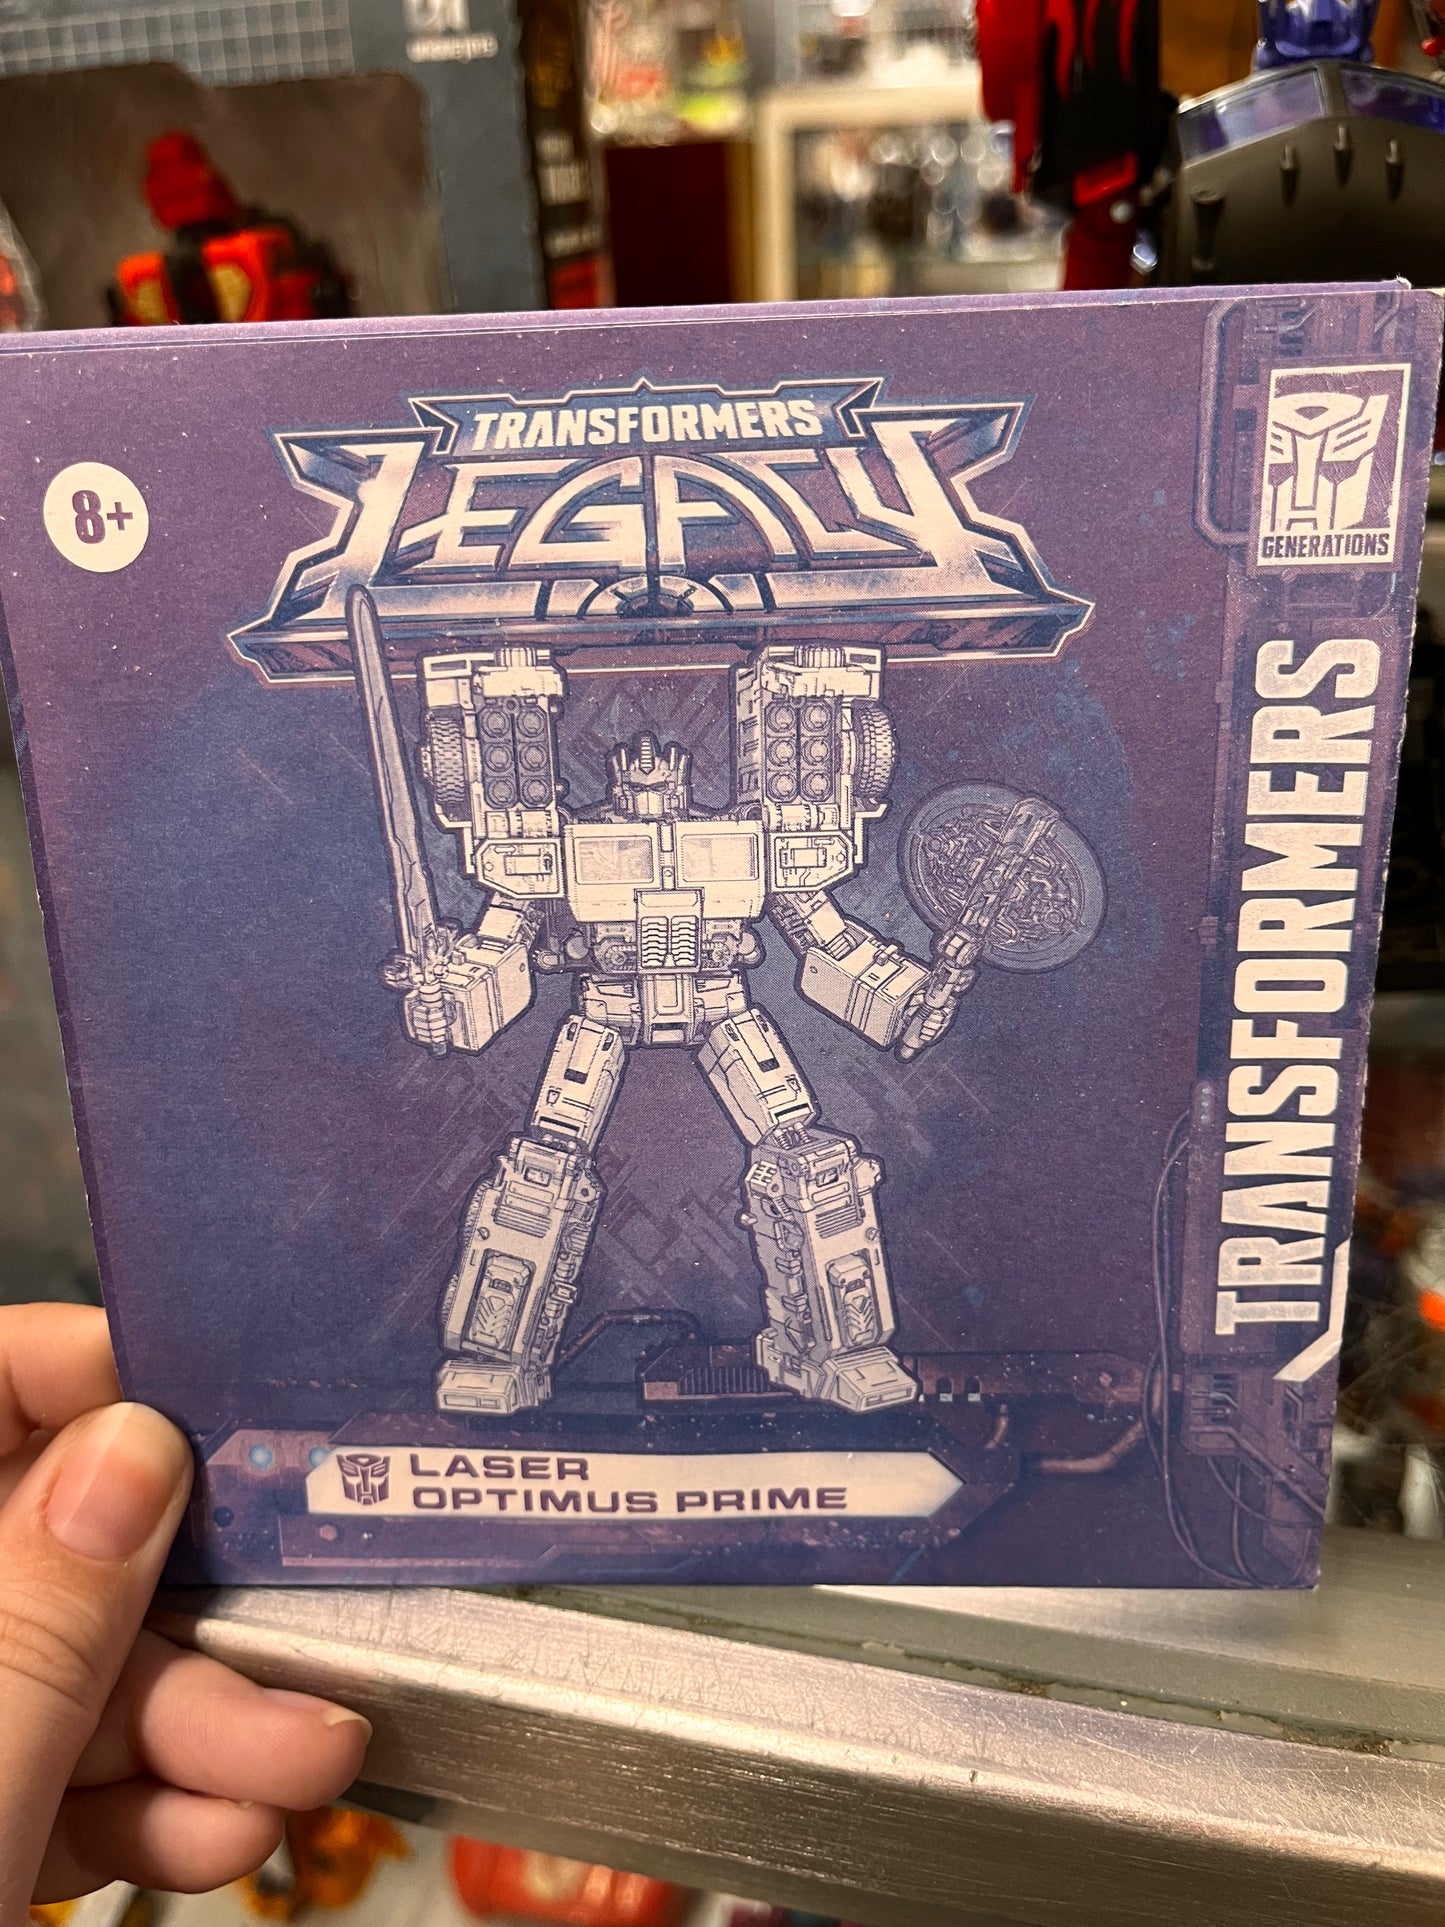 8+
TRANSFORMERS
LEGACY
GENERATIONS
TRANSFORMERS
LASER
OPTIMUS PRIME